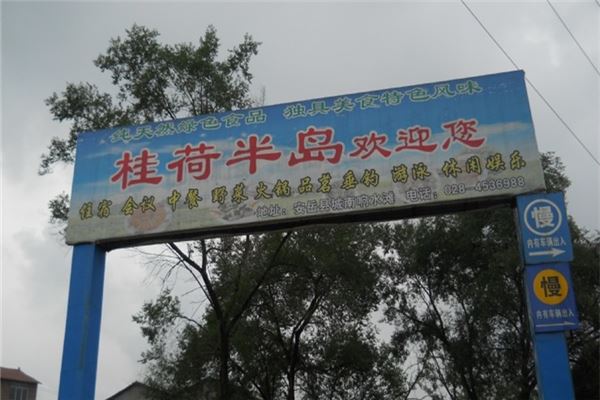 纯天然绿色食品 独具美食特色风味
桂荷半岛欢迎您
住宿 会议 中餐 野菜 火锅 品茗 垂钓 游泳 休闲娱乐
地址：安岳县城南响水滩 电话：028-4536988
慢
内有车辆出入
慢
内有车辆出入